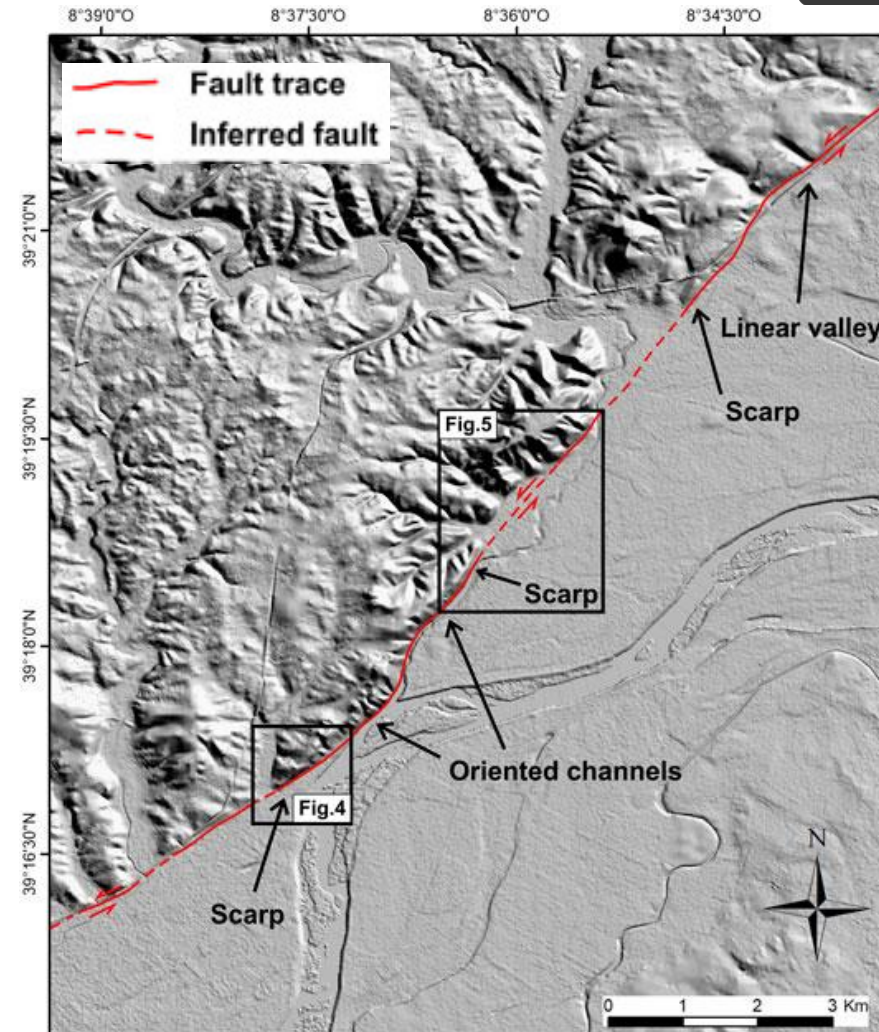 8°39'0"O 8°37'30"O 8°36'0"O 8°34'30"O
Fault trace
Inferred fault
39°21'0"N
39°19'30"N
39°18'0"N
39°16'30"N
Linear valley
Scarp
Fig.5
Scarp
Oriented channels
Fig.4
Scarp
N
0 1 2 3 Km